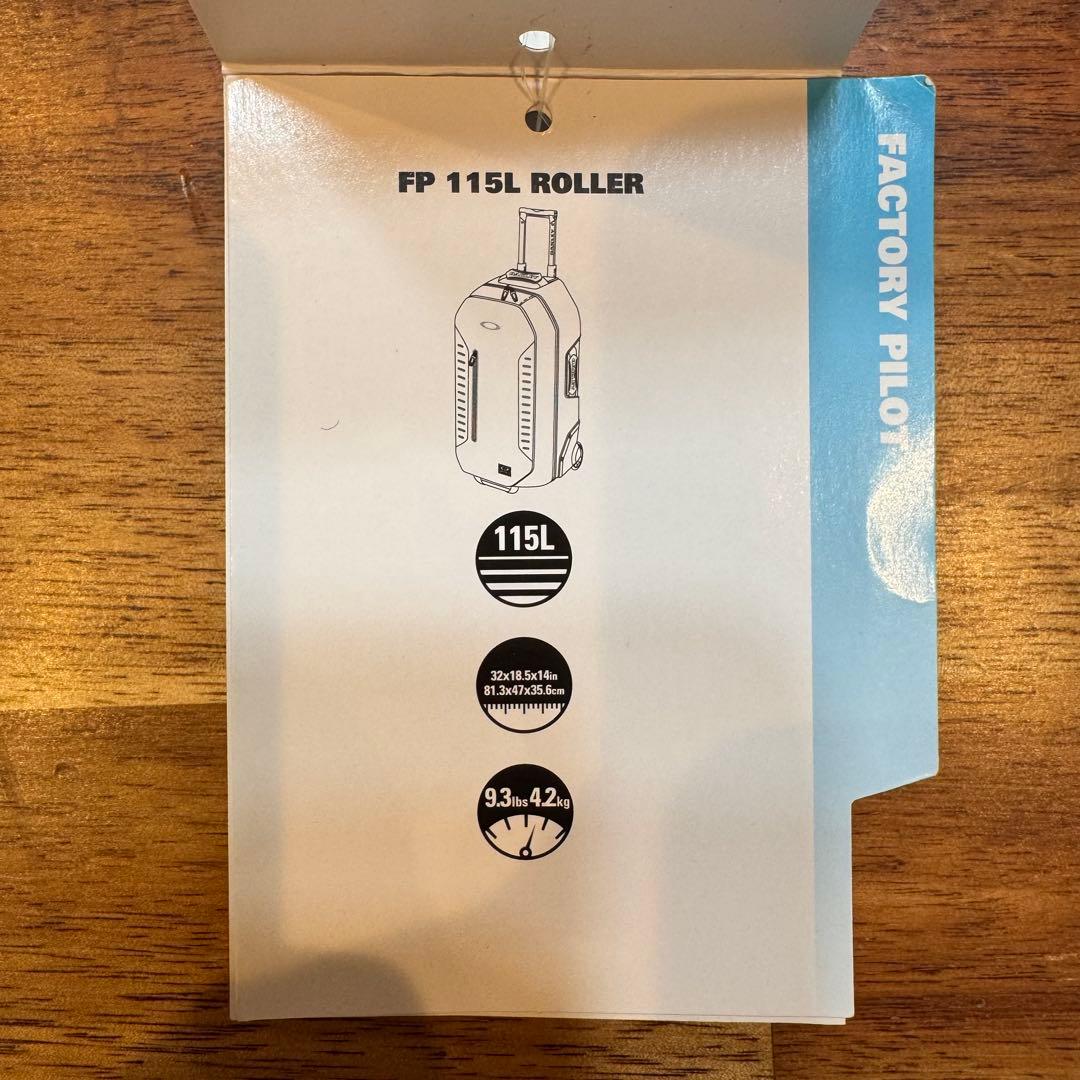 FP 115L ROLLER
115L
32x18.5x14in
81.3x47x35.6cm
9.3lbs 4.2kg
FACTORY PILOT